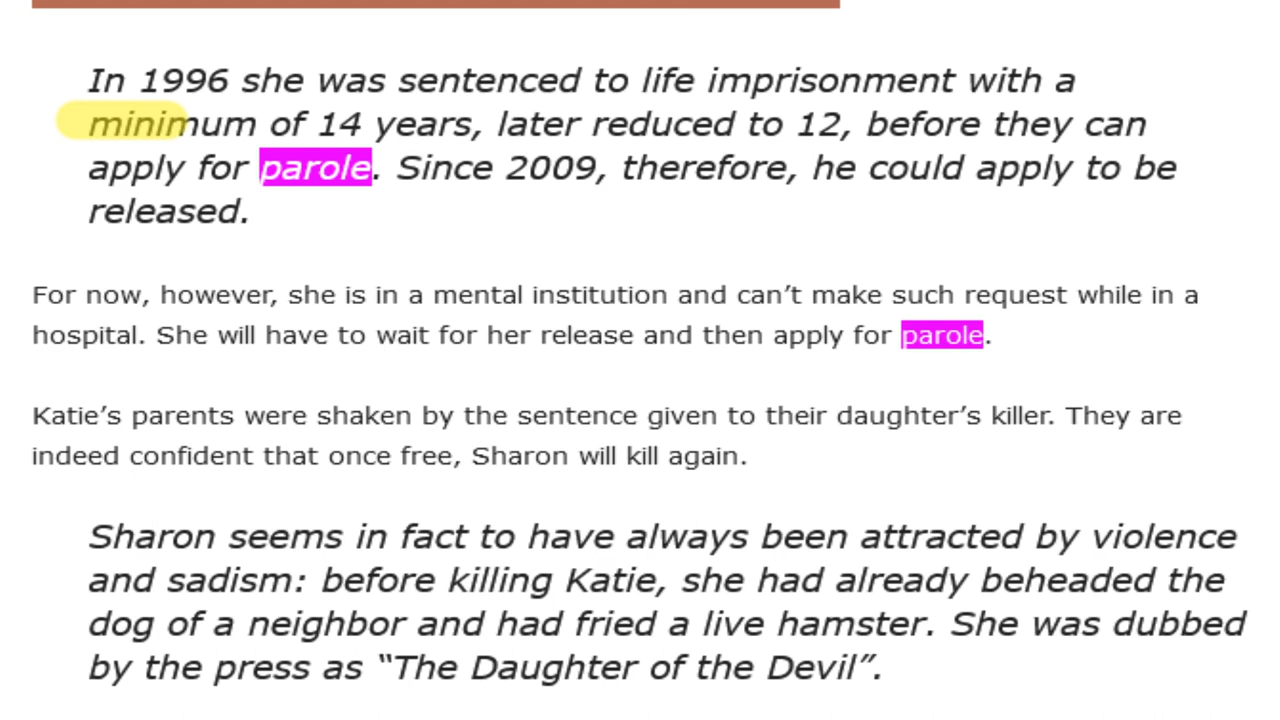 In 1996 she was sentenced to life imprisonment with a
minimum of 14 years, later reduced to 12, before they can
apply for parole. Since 2009, therefore, he could apply to be
released.
For now, however, she is in a mental institution and can’t make such request while in a
hospital. She will have to wait for her release and then apply for parole.
Katie’s parents were shaken by the sentence given to their daughter’s killer. They are
indeed confident that once free, Sharon will kill again.
Sharon seems in fact to have always been attracted by violence
and sadism: before killing Katie, she had already beheaded the
dog of a neighbor and had fried a live hamster. She was dubbed
by the press as “The Daughter of the Devil”.